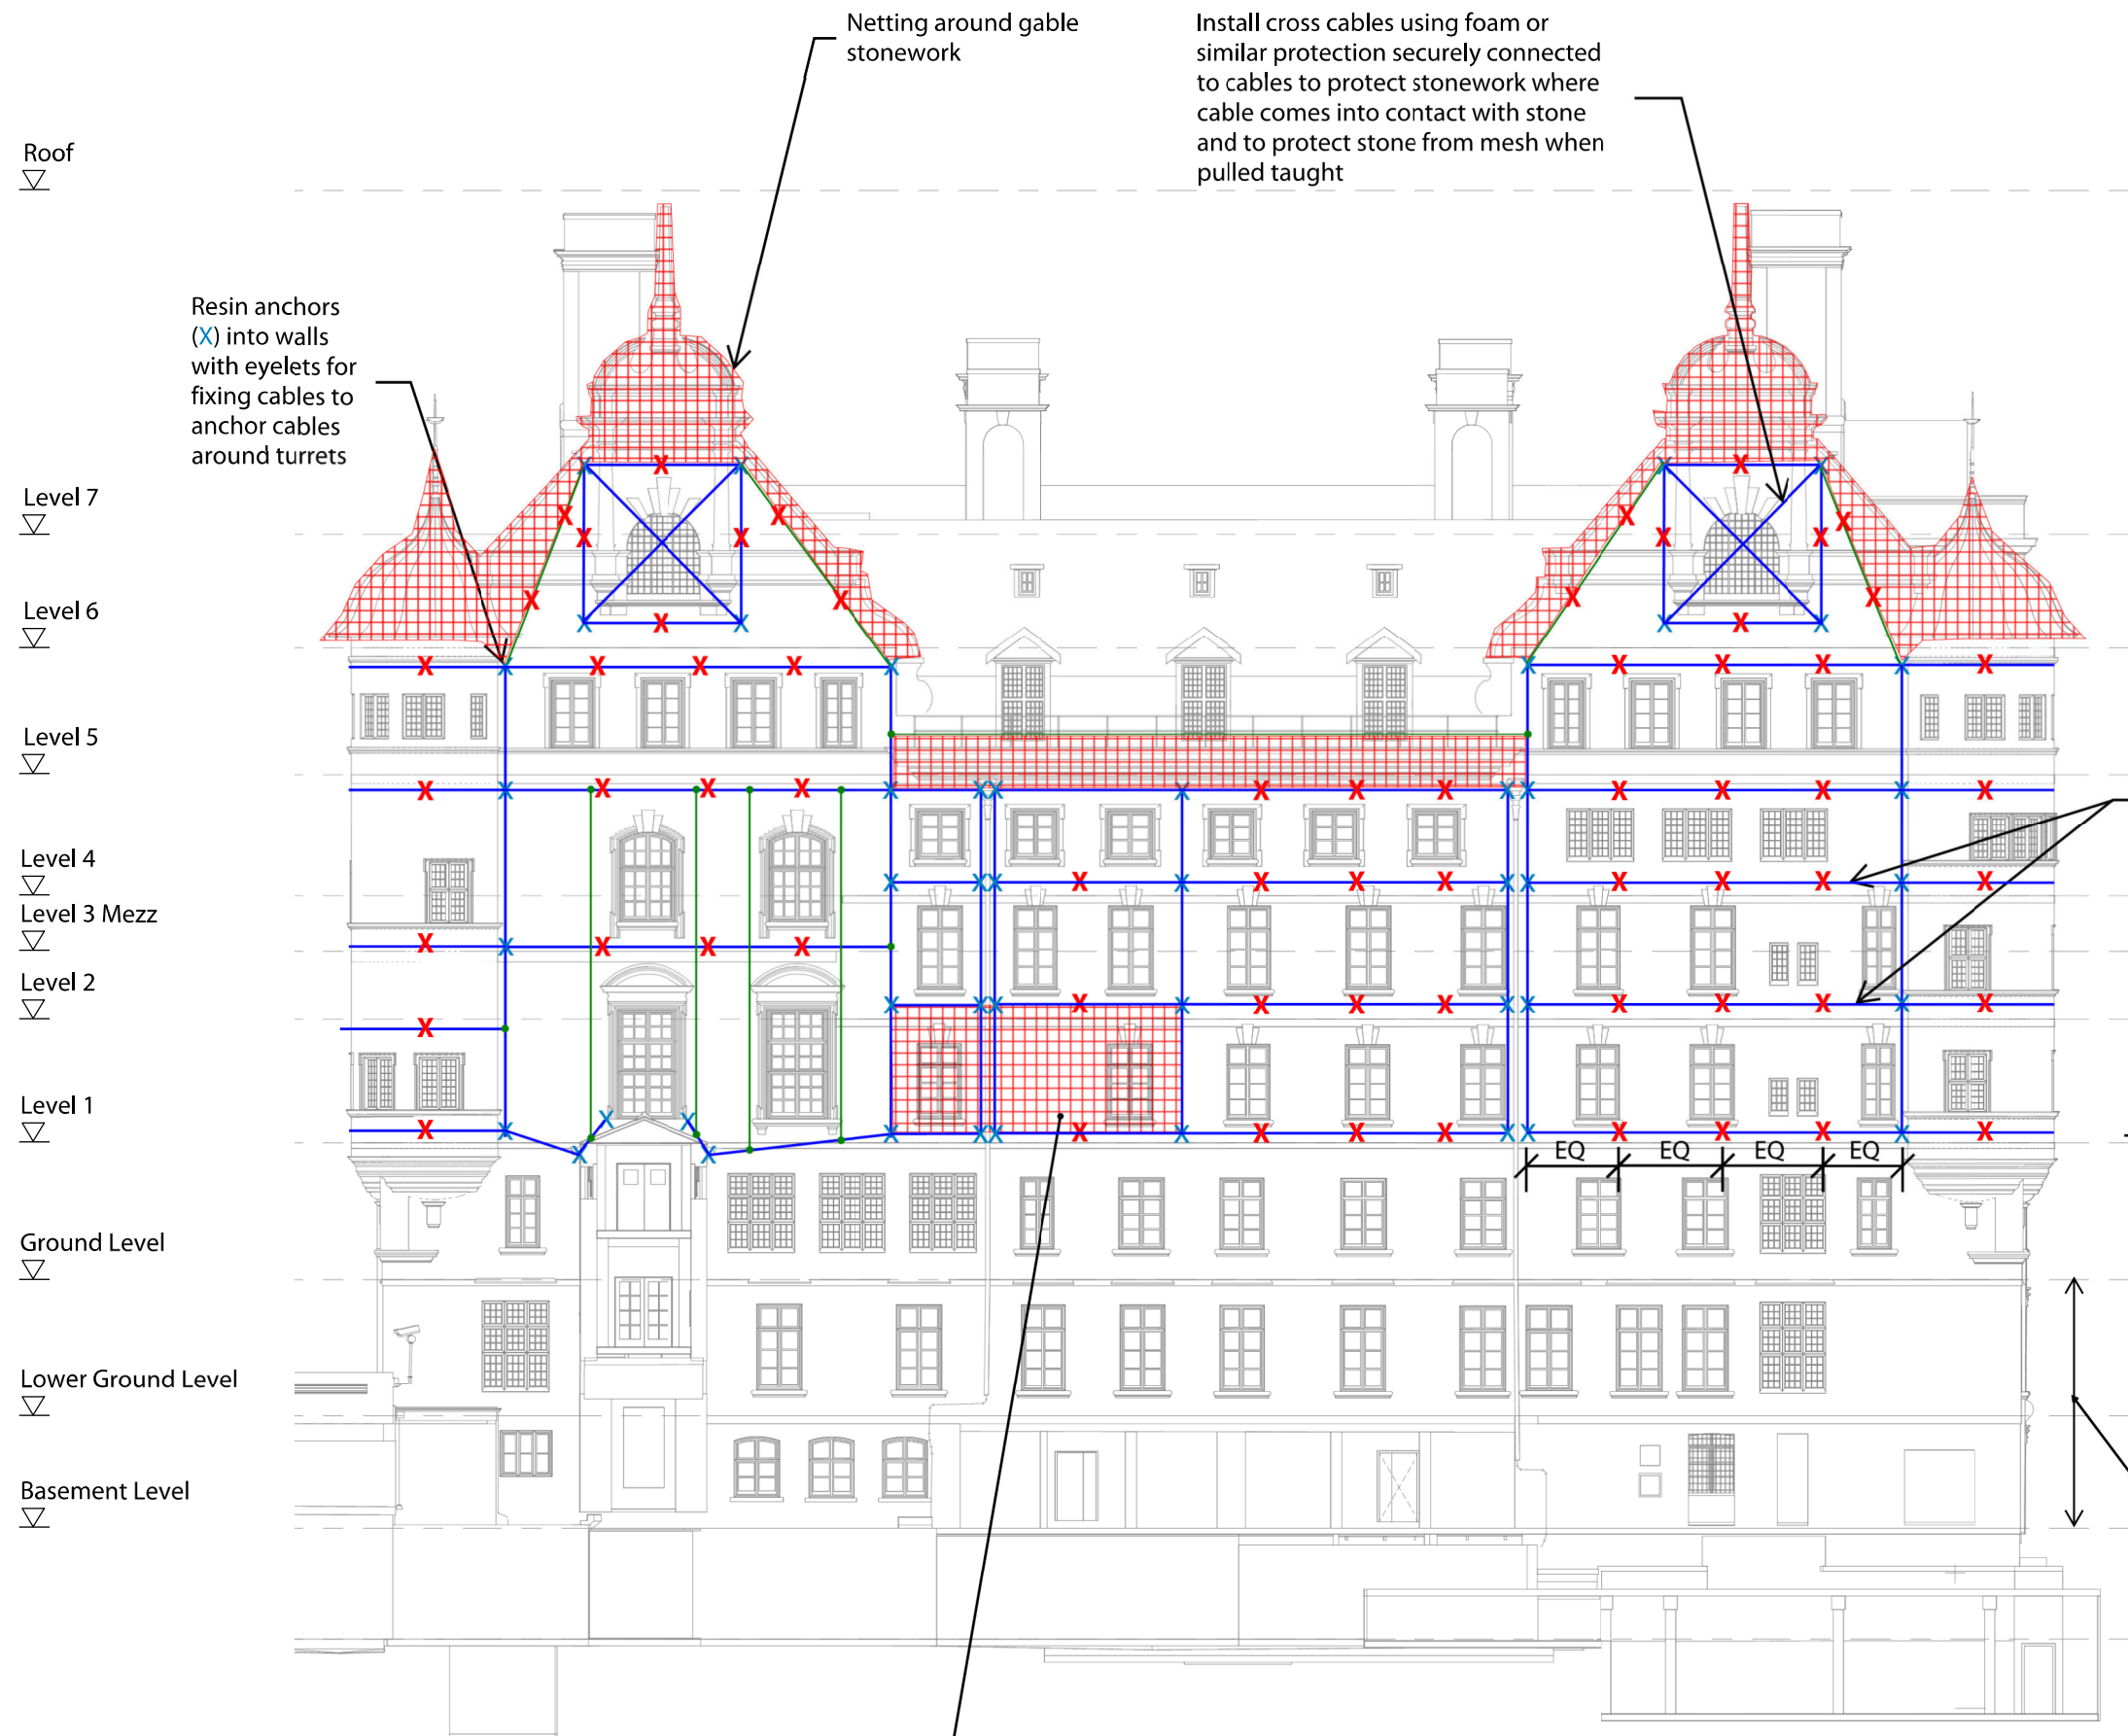 Netting around gable
stonework
Install cross cables using foam or
similar protection securely connected
to cables to protect stonework where
cable comes into contact with stone
and to protect stone from mesh when
pulled taught
Roof
Resin anchors
(X) into walls
with eyelets for
fixing cables to
anchor cables
around turrets
Level 7
Level 6
Level 5
Level 4
Level 3 Mezz
Level 2
Level 1
EQ EQ EQ EQ
Ground Level
Lower Ground Level
Basement Level